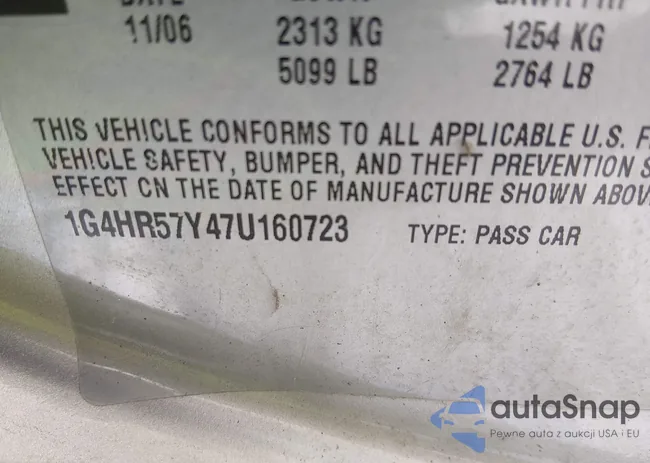 11/06 2313 KG 1254 KG
5099 LB 2764 LB
THIS VEHICLE CONFORMS TO ALL APPLICABLE U.S. F
VEHICLE SAFETY, BUMPER, AND THEFT PREVENTION S
EFFECT ON THE DATE OF MANUFACTURE SHOWN ABOV
1G4HR57Y47U160723 TYPE: PASS CAR
autaSnap
Pewne auta z aukcji USA i EU